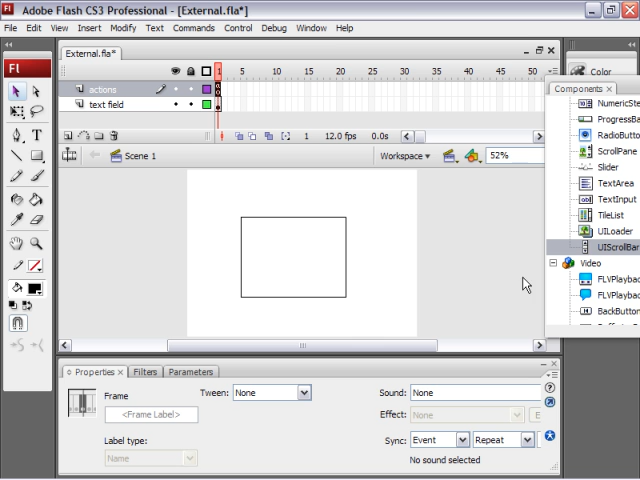 Adobe Flash CS3 Professional - [External.fla*]
File Edit View Insert Modify Text Commands Control Debug Window Help
External.fla*
Fl
1 5 10 15 20 25 30 35 40 45 50
actions
text field
1 12.0 fps 0.0s
Scene 1
Workspace
52%
Color
Components ×
NumericSte
ProgressBa
RadioButto
ScrollPane
Slider
TextArea
TextInput
TileList
UILoader
UIScrollBar
Video
FLVPlayba
FLVPlayba
BackButton
Properties × Filters Parameters
Frame
<Frame Label>
Label type:
Name
Tween: None
Sound: None
Effect: None
Sync: Event Repeat
No sound selected